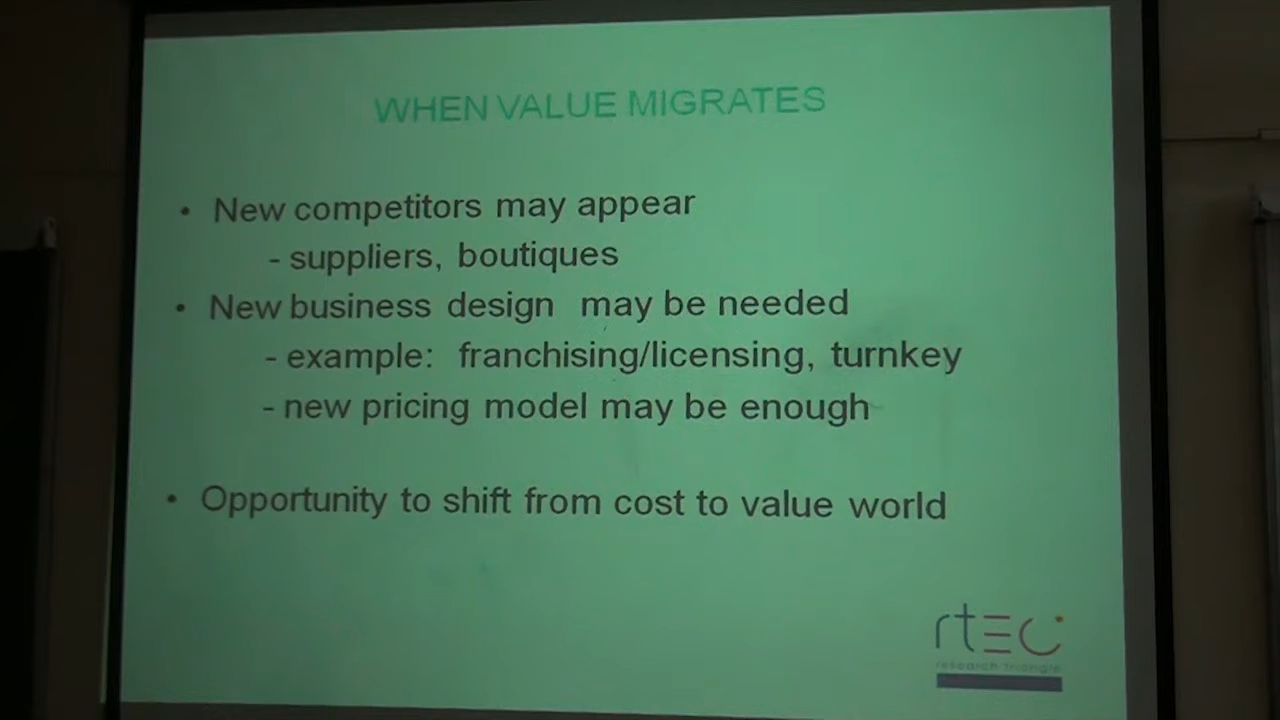 WHEN VALUE MIGRATES
• New competitors may appear
- suppliers, boutiques
• New business design may be needed
- example: franchising/licensing, turnkey
- new pricing model may be enough
• Opportunity to shift from cost to value world
rtec
research triangle